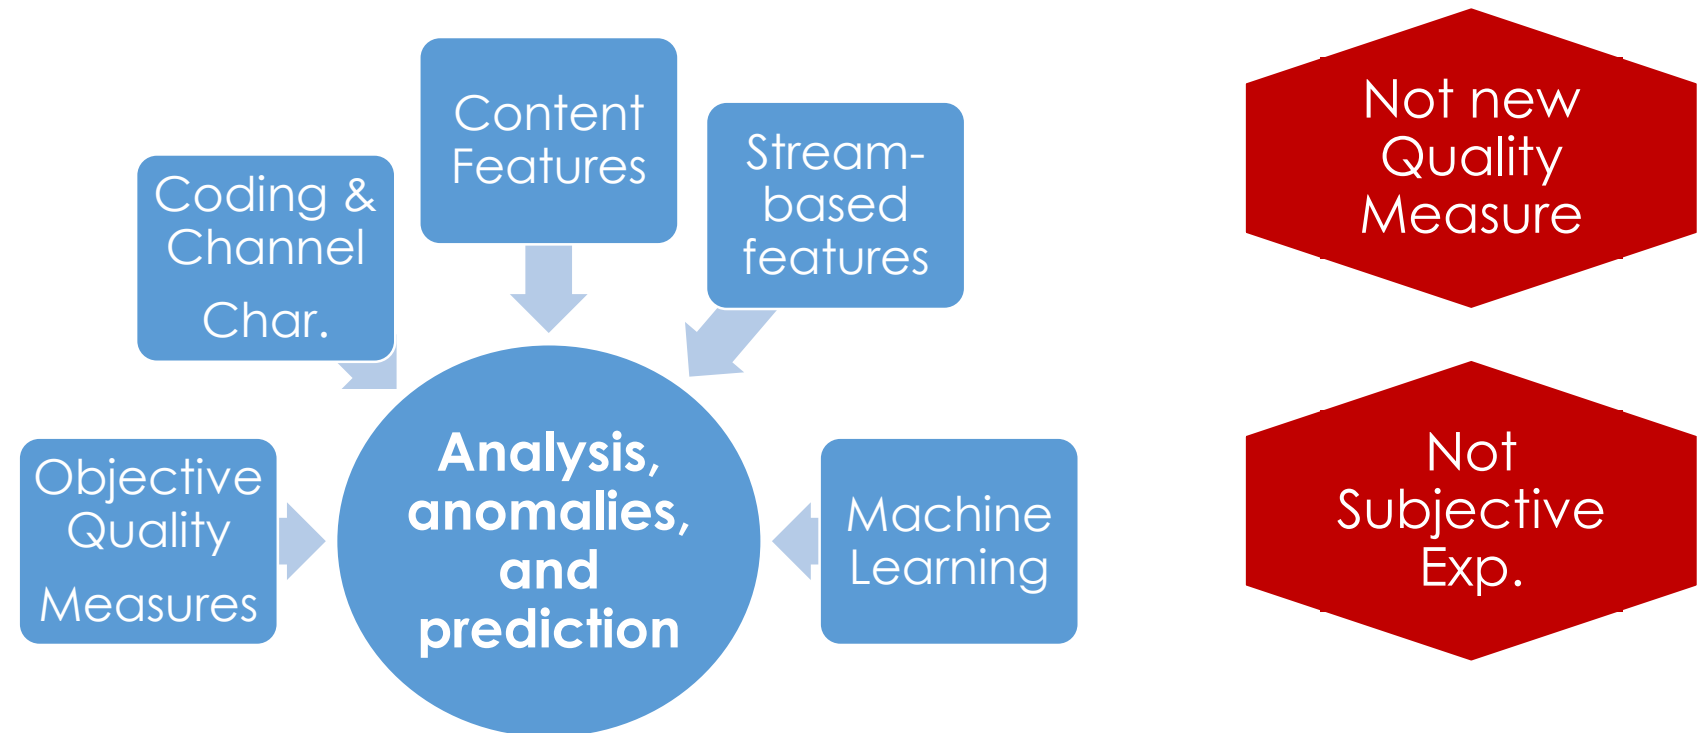 Content
Features
Stream-
based
features
Coding &
Channel
Char.
Objective
Quality
Measures
Analysis,
anomalies,
and
prediction
Machine
Learning
Not new
Quality
Measure
Not
Subjective
Exp.